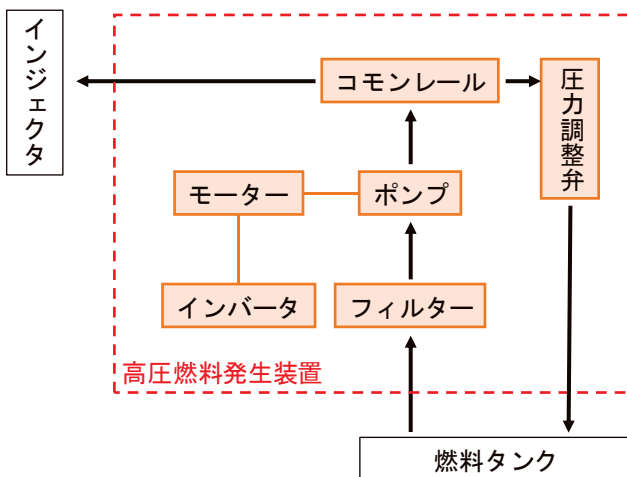 インジェクタ
コモンレール
圧力調整弁
モーター
ポンプ
インバータ
フィルター
高圧燃料発生装置
燃料タンク